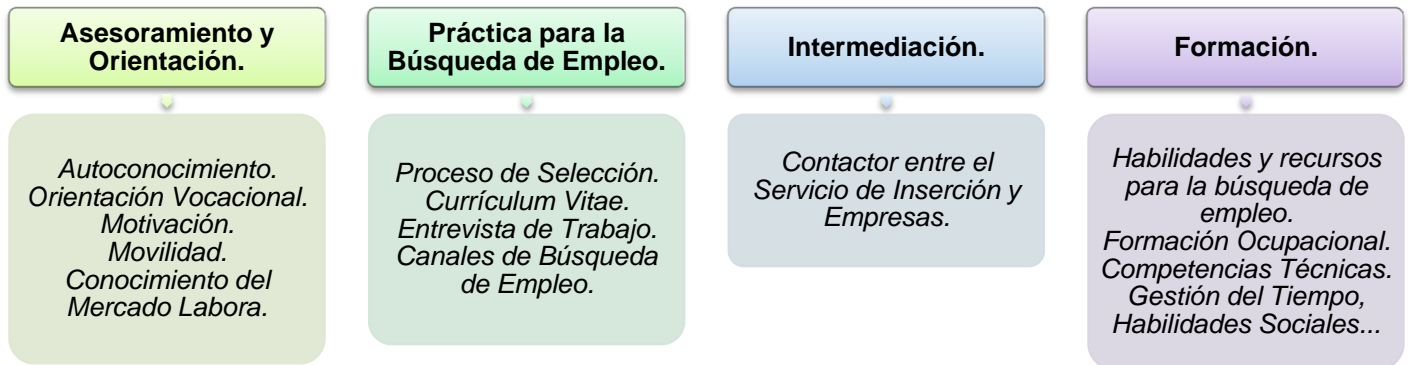 Asesoramiento y
Orientación.
Autoconocimiento.
Orientación Vocacional.
Motivación.
Movilidad.
Conocimiento del
Mercado Labora.
Práctica para la
Búsqueda de Empleo.
Proceso de Selección.
Currículum Vitae.
Entrevista de Trabajo.
Canales de Búsqueda
de Empleo.
Intermediación.
Contactor entre el
Servicio de Inserción y
Empresas.
Formación.
Habilidades y recursos
para la búsqueda de
empleo.
Formación Ocupacional.
Competencias Técnicas.
Gestión del Tiempo,
Habilidades Sociales...